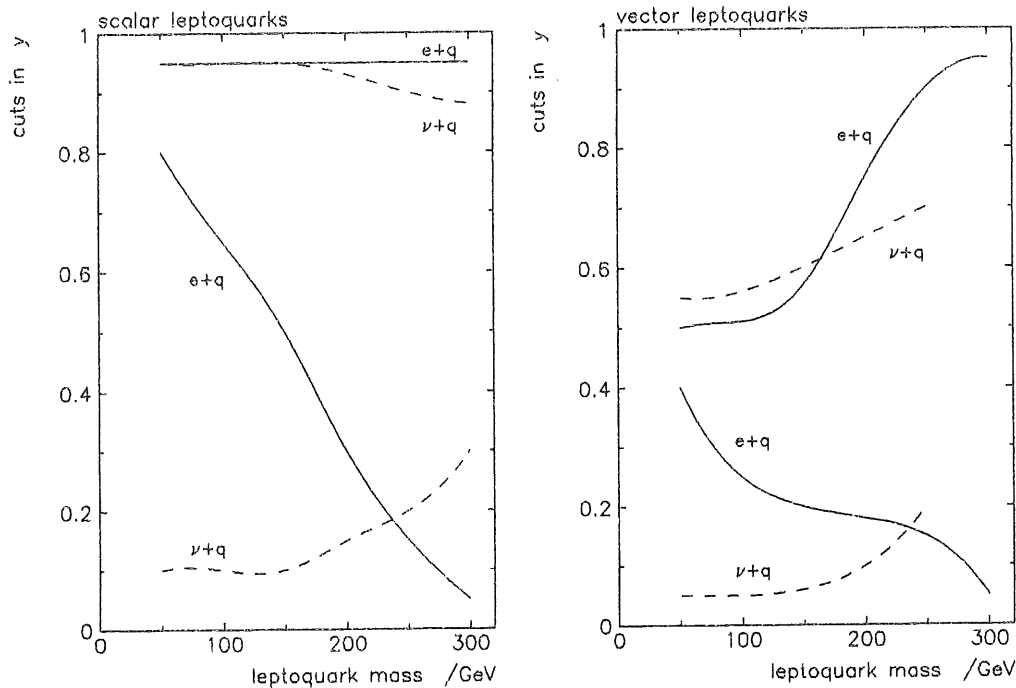 scalar leptoquarks
cuts in y
1
0.8
0.6
0.4
0.2
0
e+q
ν+q
e+q
ν+q
0
100
200
300
leptoquark mass /GeV
vector leptoquarks
cuts in y
1
0.8
0.6
0.4
0.2
0
e+q
ν+q
e+q
ν+q
0
100
200
300
leptoquark mass /GeV